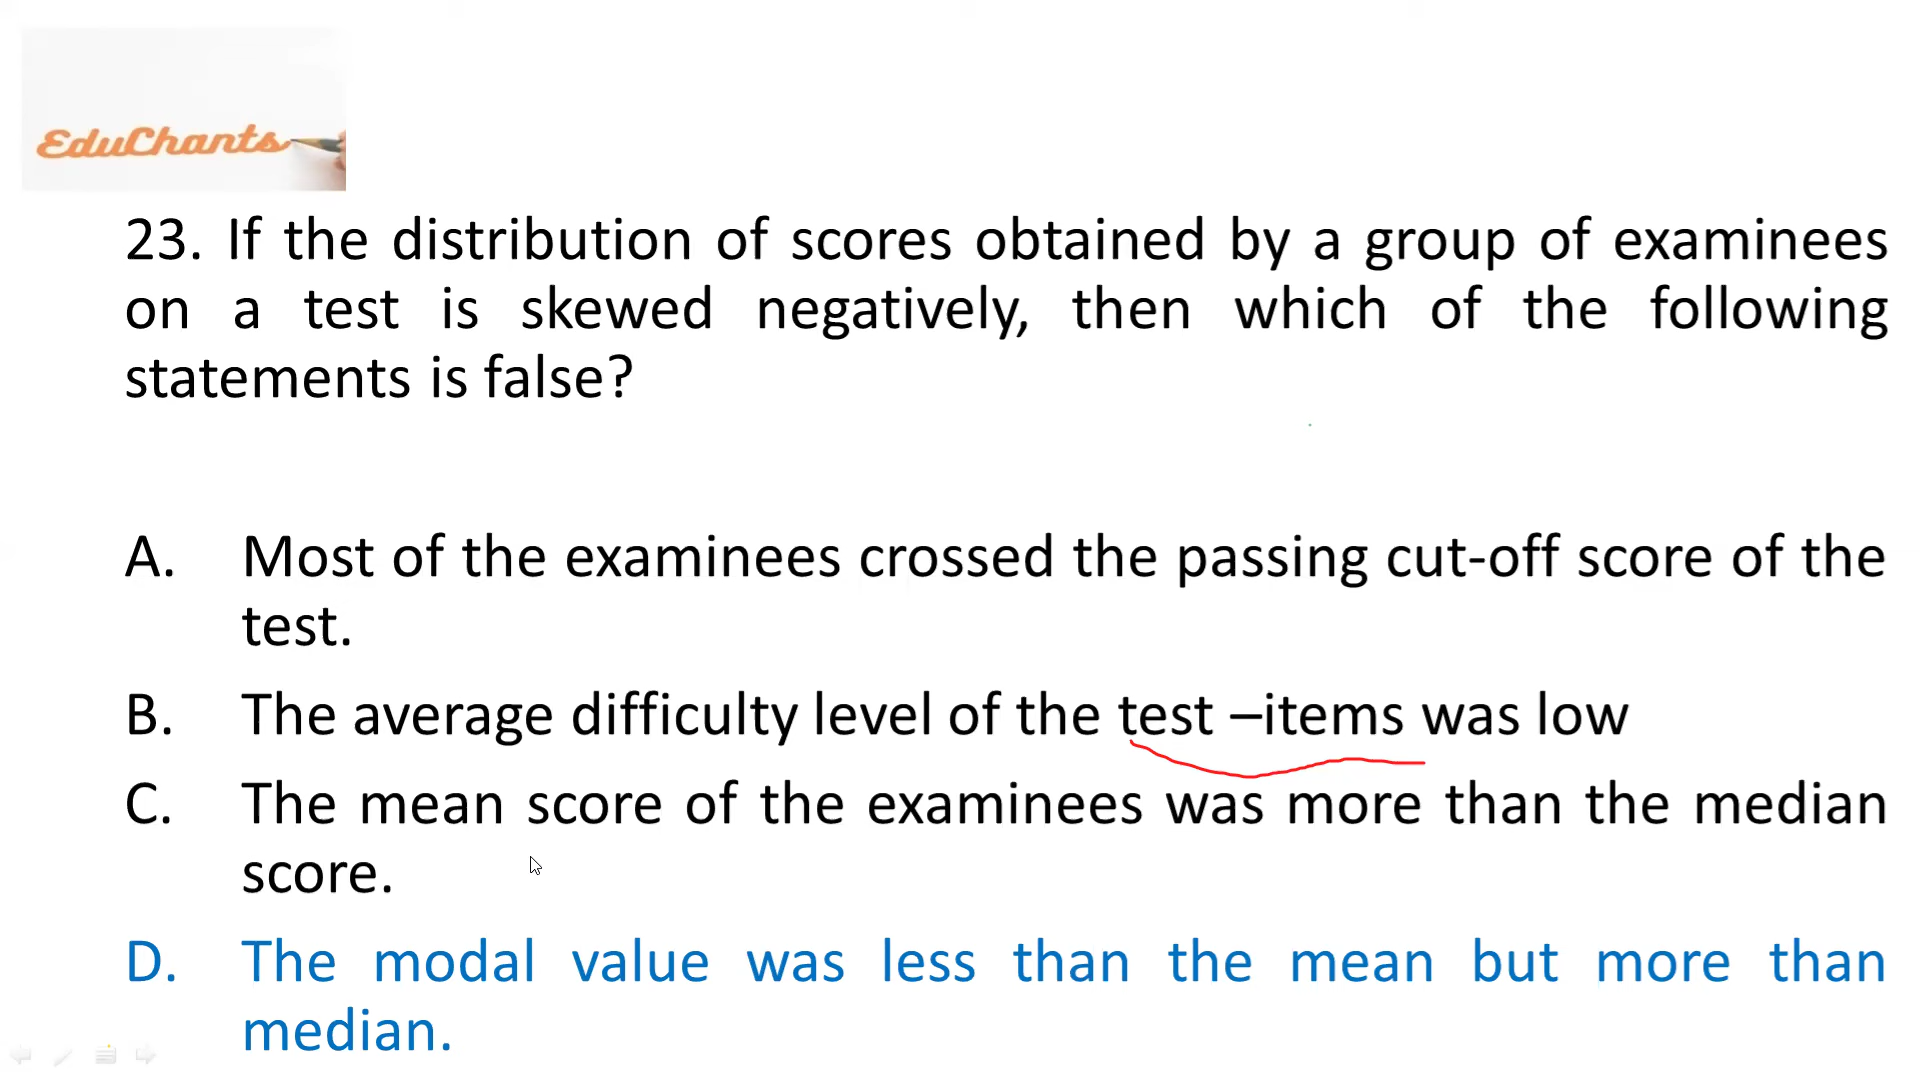 EduChants
23. If the distribution of scores obtained by a group of examinees
on a test is skewed negatively, then which of the following
statements is false?
A. Most of the examinees crossed the passing cut-off score of the
test.
B. The average difficulty level of the test –items was low
C. The mean score of the examinees was more than the median
score.
D. The modal value was less than the mean but more than
median.